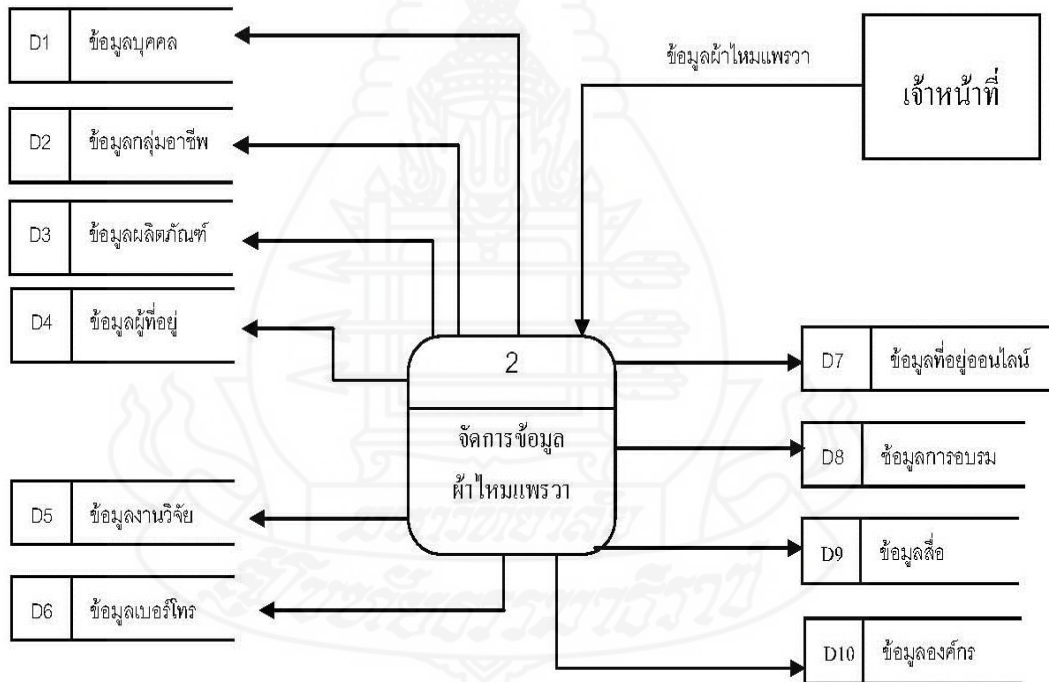 D1 ข้อมูลบุคคล
ข้อมูลผ้าไหมแพรวา
เจ้าหน้าที่
D2 ข้อมูลกลุ่มอาชีพ
D3 ข้อมูลผลิตภัณฑ์
D4 ข้อมูลผู้ที่อยู่
2
จัดการข้อมูล
ผ้าไหมแพรวา
D5 ข้อมูลงานวิจัย
D6 ข้อมูลเบอร์โทร
D7 ข้อมูลที่อยู่ออนไลน์
D8 ข้อมูลการอบรม
D9 ข้อมูลสื่อ
D10 ข้อมูลองค์กร